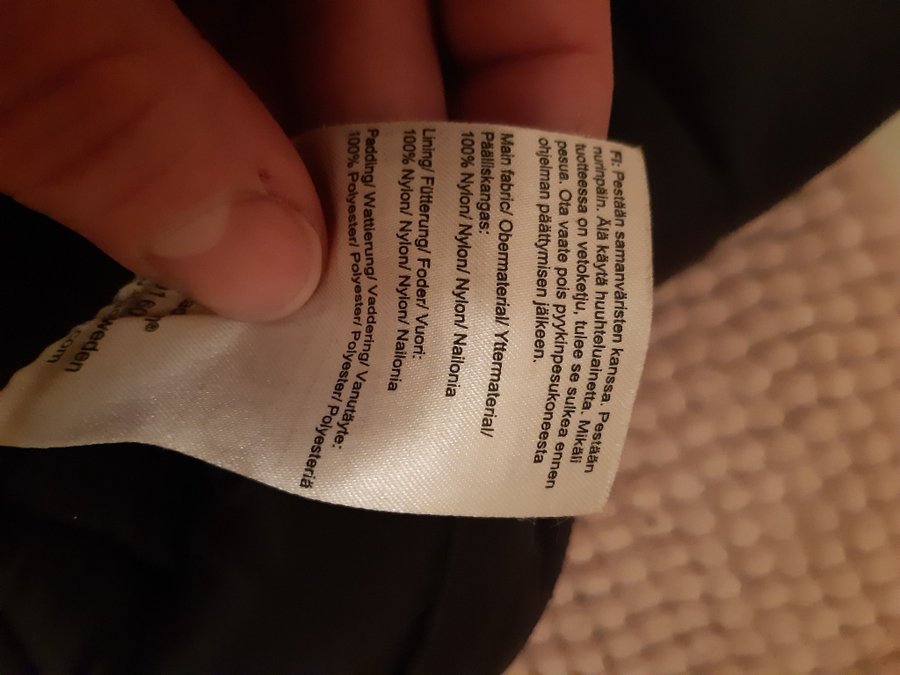 FI: Pestään samanväristen kanssa. Pestään
nurinpäin. Älä käytä huuhteluainetta. Mikäli
tuotteessa on vetoketju, tulee se sulkea ennen
pesua. Ota vaate pois pyykinpesukoneesta
ohjelman päättymisen jälkeen.
Main fabric/ Obermaterial/ Yttermaterial/
Päälliskangas:
100% Nylon/ Nylon/ Nylon/ Nailonia
Lining/ Fütterung/ Foder/ Vuori:
100% Nylon/ Nylon/ Nylon/ Nailonia
Padding/ Wattierung/ Vaddering/ Vanutäyte:
100% Polyester/ Polyester/ Polyester/ Polyesteriä